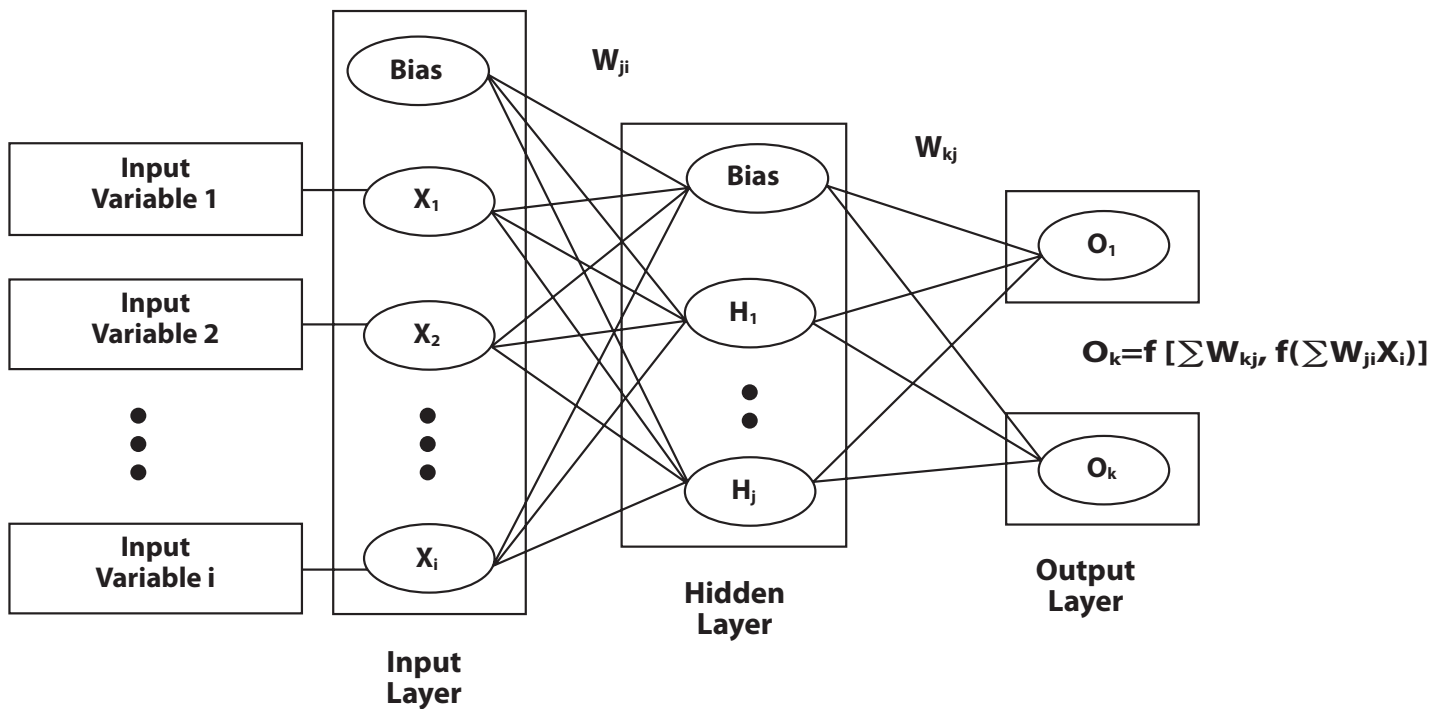 Input
Variable 1
Input
Variable 2
Input
Variable i
Bias
X₁
X₂
Xᵢ
Input
Layer
Wⱼᵢ
Bias
H₁
Hⱼ
Hidden
Layer
Wₖⱼ
O₁
Oₖ=f [∑Wₖⱼ, f(∑WⱼᵢXᵢ)]
Oₖ
Output
Layer